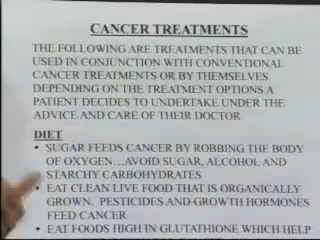 CANCER TREATMENTS
THE FOLLOWING ARE TREATMENTS THAT CAN BE
USED IN CONJUNCTION WITH CONVENTIONAL
CANCER TREATMENTS OR BY THEMSELVES
DEPENDING ON THE TREATMENT OPTIONS A
PATIENT DECIDES TO UNDERTAKE UNDER THE
ADVICE AND CARE OF THEIR DOCTOR
DIET
• SUGAR FEEDS CANCER BY ROBBING THE BODY
OF OXYGEN…AVOID SUGAR, ALCOHOL AND
STARCHY CARBOHYDRATES
• EAT CLEAN LIVE FOOD THAT IS ORGANICALLY
GROWN. PESTICIDES AND GROWTH HORMONES
FEED CANCER
• EAT FOODS HIGH IN GLUTATHIONE WHICH HELP